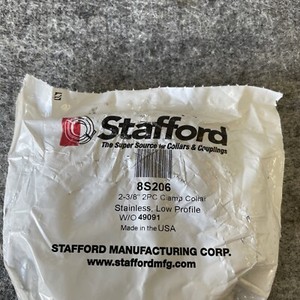 Stafford
The Super Source for Collars & Couplings
8S206
2-3/8" 2PC Clamp Collar
Stainless, Low Profile
W/O 49091
Made in the USA
STAFFORD MANUFACTURING CORP.
www.staffordmfg.com